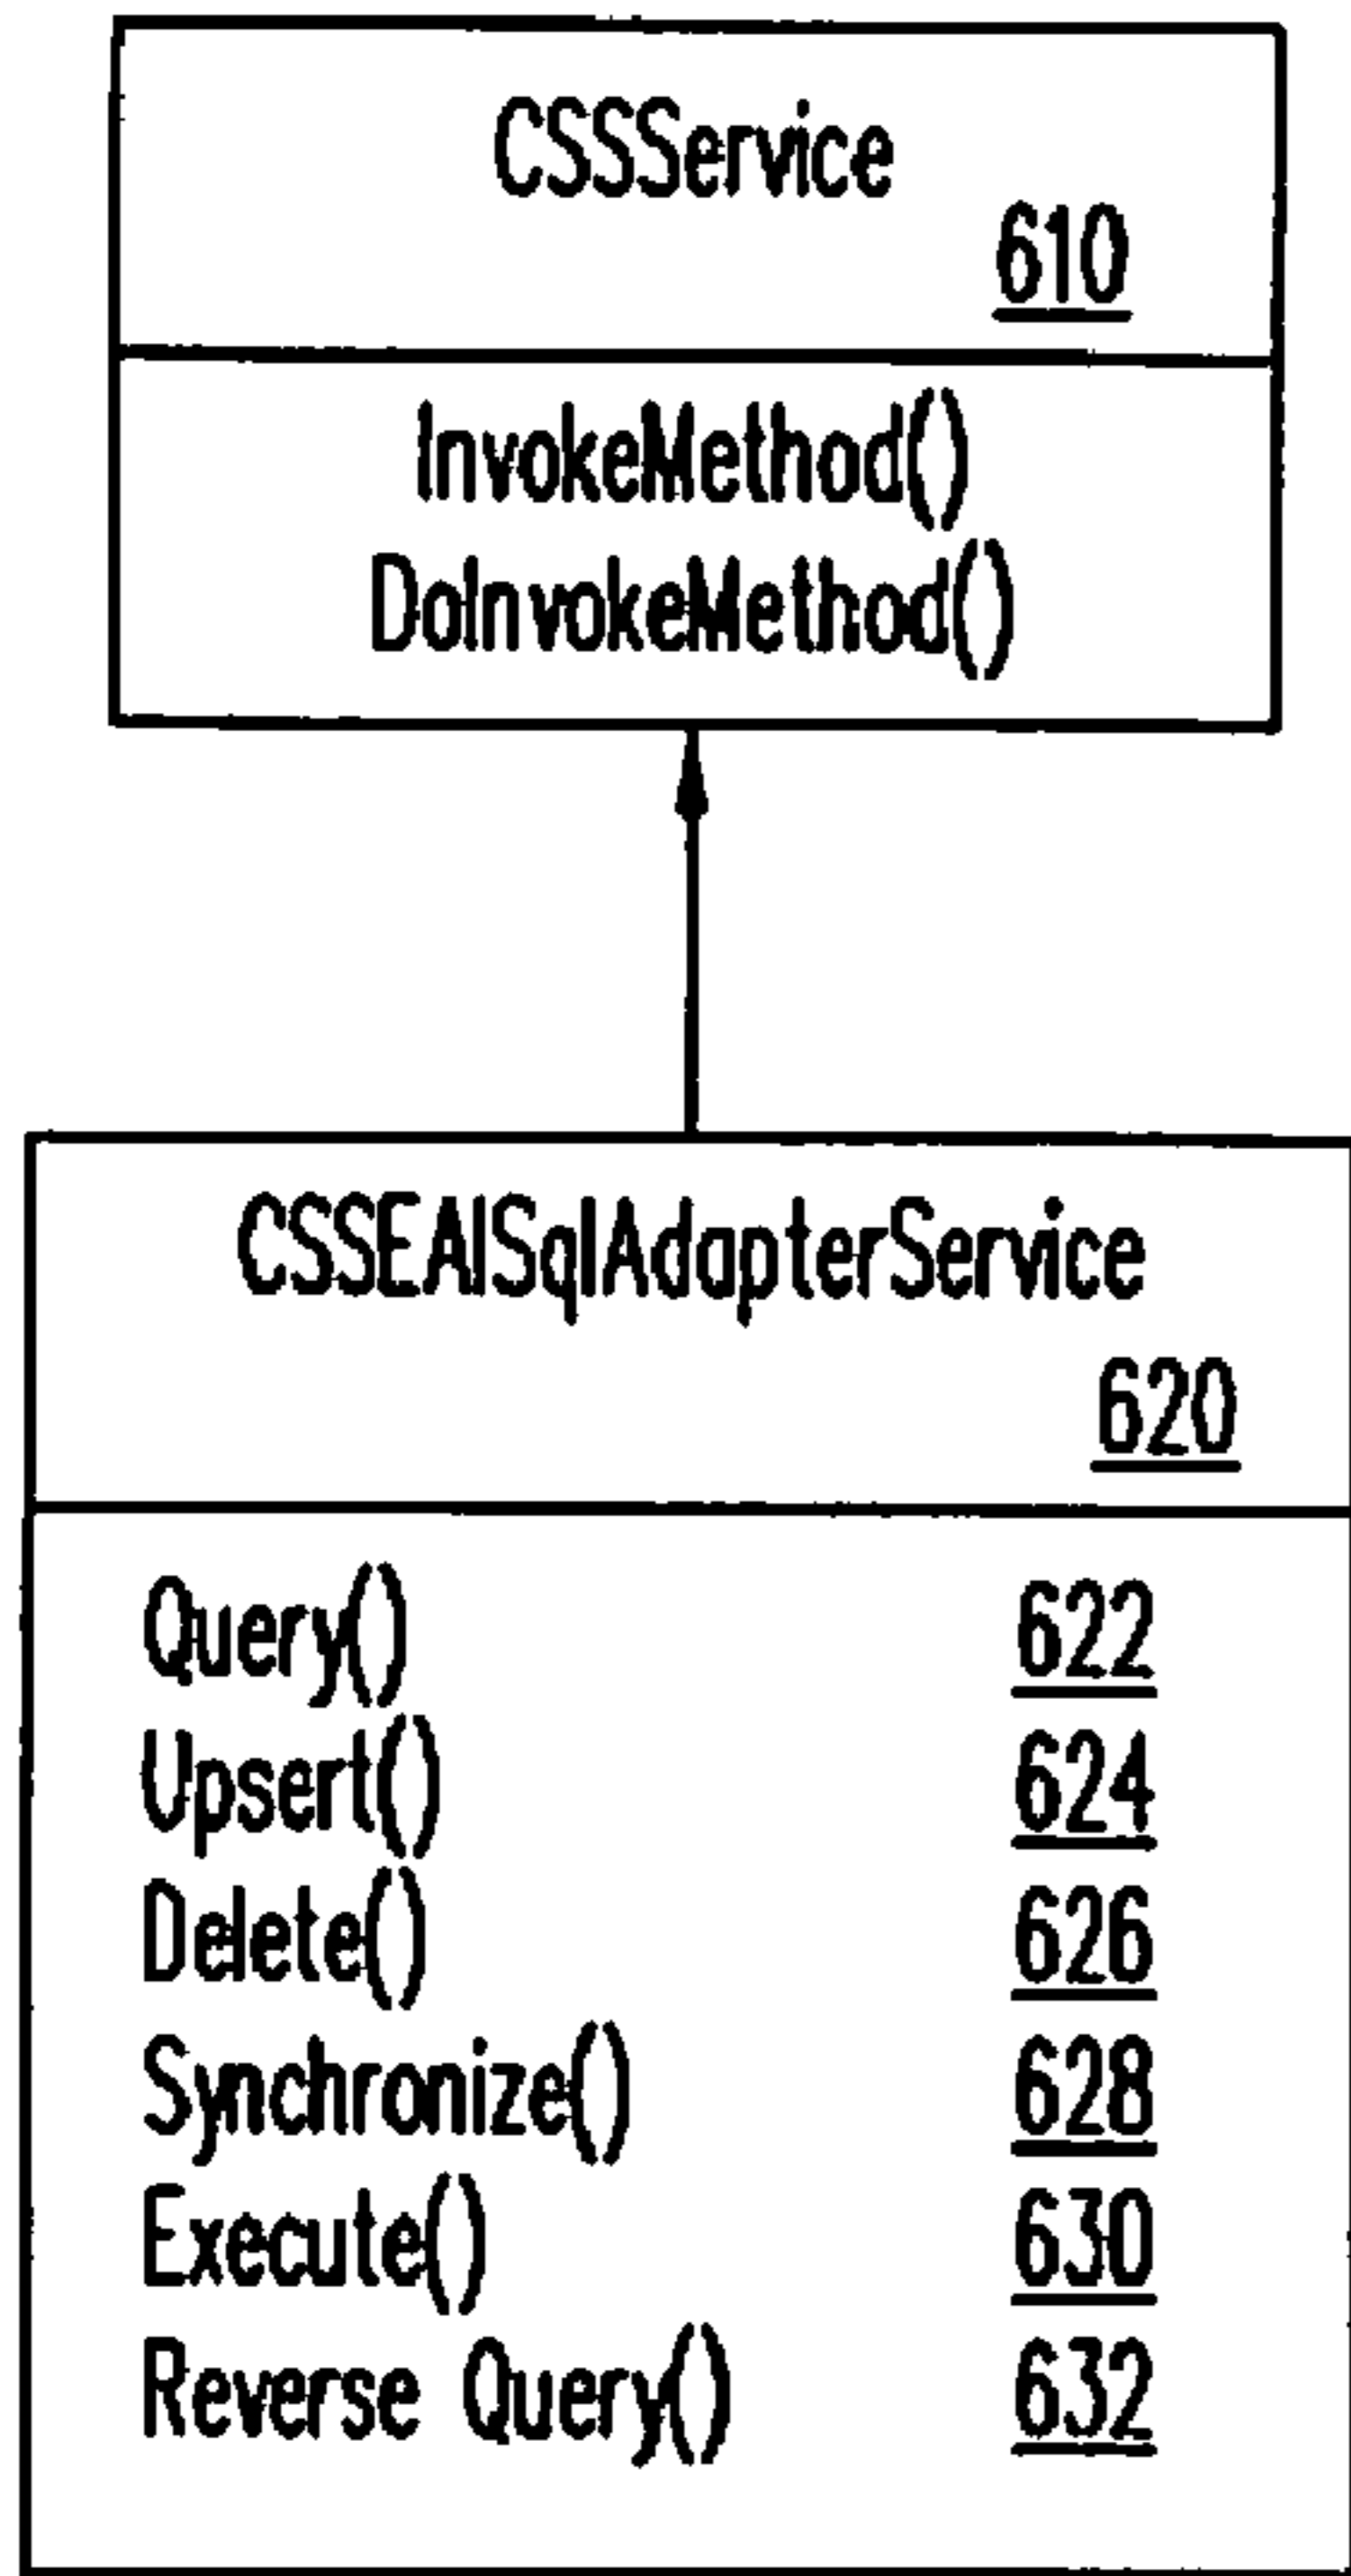 CSSService
610
InvokeMethod()
DoInvokeMethod()
CSSEAISqlAdapterService
620
Query() 622
Upsert() 624
Delete() 626
Synchronize() 628
Execute() 630
Reverse Query() 632